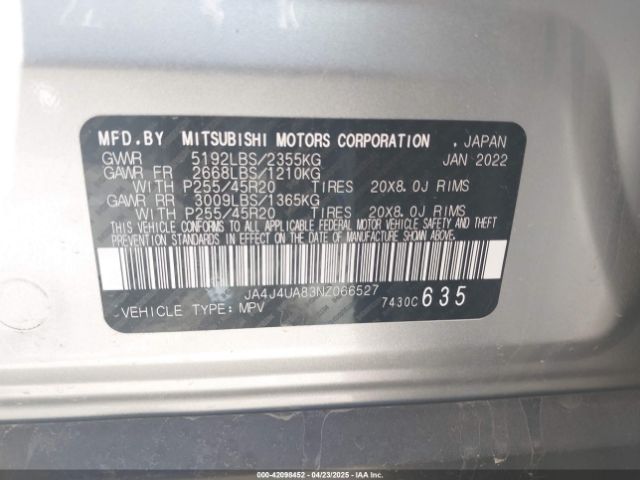 MFD.BY MITSUBISHI MOTORS CORPORATION . JAPAN
GVWR 5192LBS/2355KG JAN 2022
GAWR FR 2668LBS/1210KG
WITH P255/45R20 TIRES 20X8.0J RIMS
GAWR RR 3009LBS/1365KG
WITH P255/45R20 TIRES 20X8.0J RIMS
THIS VEHICLE CONFORMS TO ALL APPLICABLE FEDERAL MOTOR VEHICLE SAFETY AND THEFT
PREVENTION STANDARDS IN EFFECT ON THE DATE OF MANUFACTURE SHOWN ABOVE.
JA4J4UA83NZ066527
VEHICLE TYPE: MPV 7430C 635
000-42098452 04/23/2025 IAAI.COM